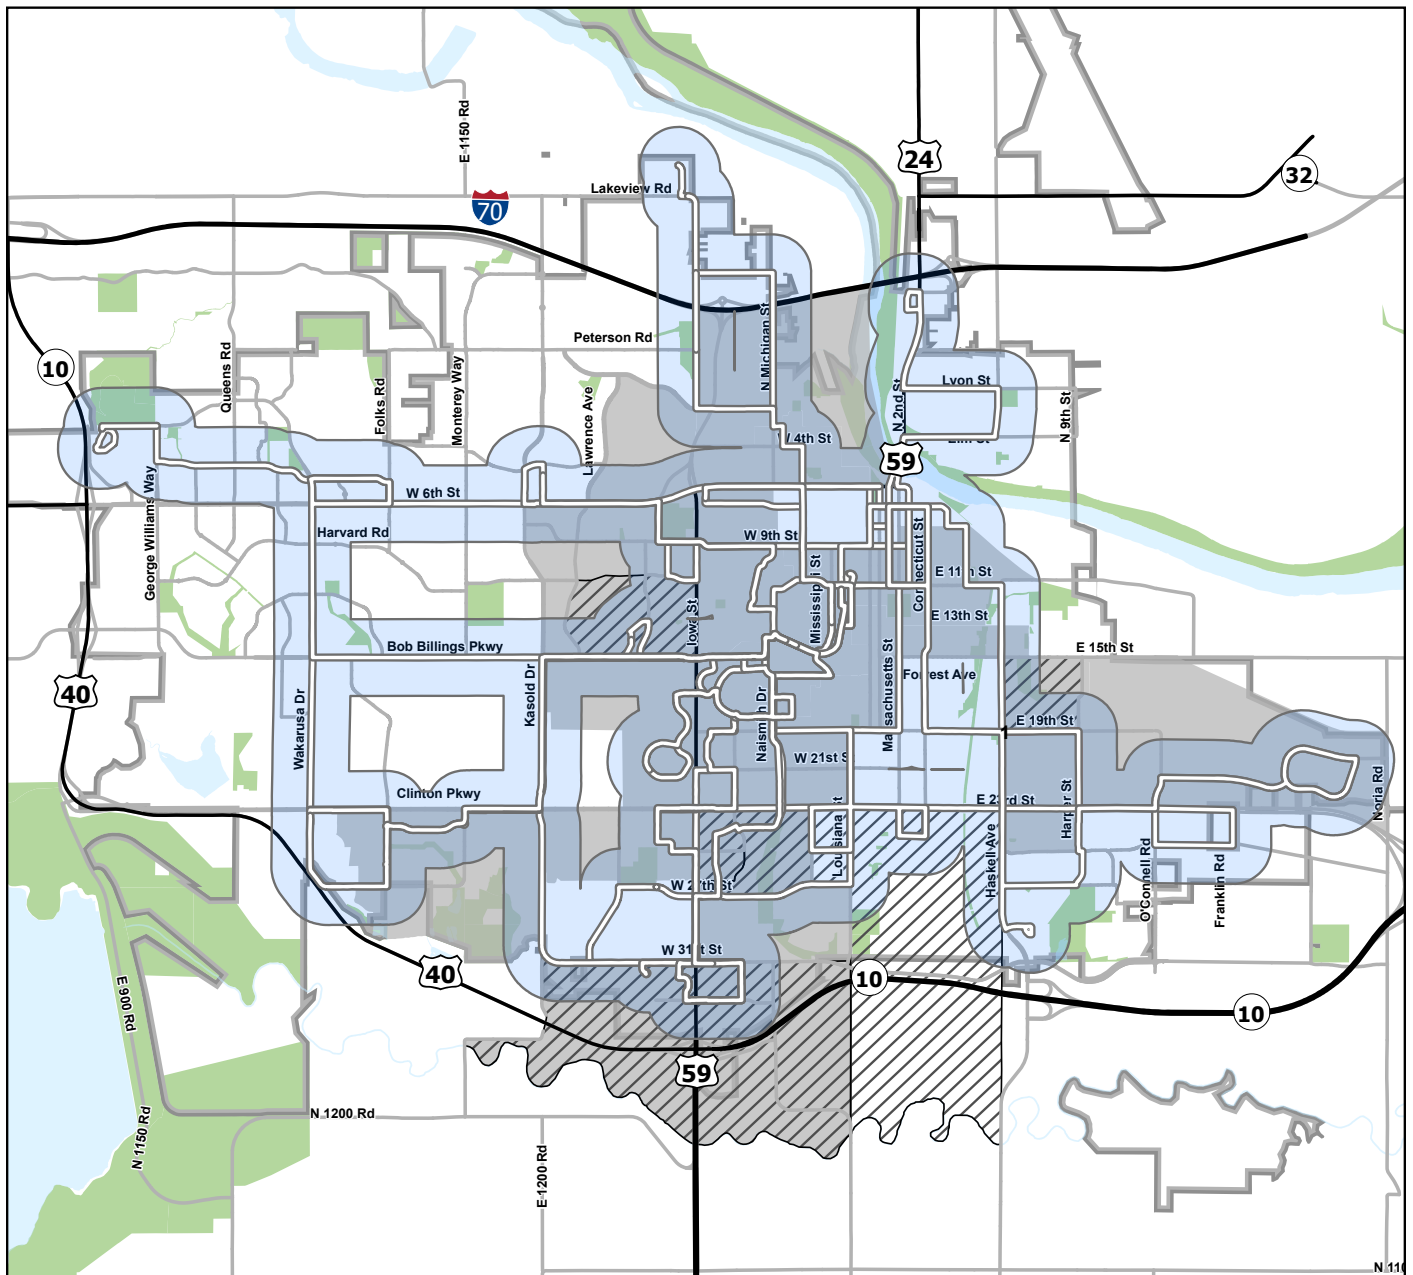 24
32
E 1150 Rd
Lakeview Rd
70
Peterson Rd
10
Queens Rd
Folks Rd
Monterey Way
Lawrence Ave
N Michigan St
N 2nd St
Lyon St
N 9th St
W 4th St
Elm St
59
George Williams Way
W 6th St
Harvard Rd
W 9th St
Mississippi St
Connecticut St
E 11th St
E 13th St
Iowa St
Bob Billings Pkwy
E 15th St
40
Wakarusa Dr
Kasold Dr
Naismith Dr
Massachusetts St
Forrest Ave
E 19th St
W 21st S
Clinton Pkwy
E 23rd St
Louisiana St
Haskell Ave
Harper St
O'Connell Rd
Franklin Rd
Noria Rd
W 27th St
W 31st St
40
10
10
E 900 Rd
59
N 1150 Rd
N 1200 Rd
E 1200 Rd
N 110